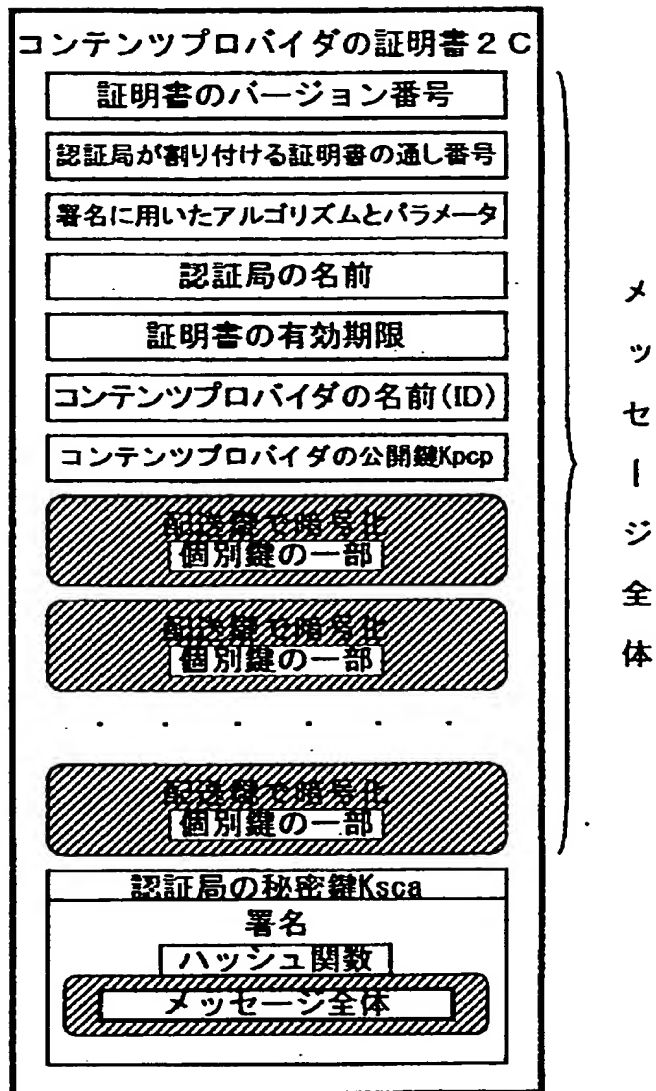 コンテンツプロバイダの証明書2C
証明書のバージョン番号
認証局が割り付ける証明書の通し番号
署名に用いたアルゴリズムとパラメータ
認証局の名前
証明書の有効期限
コンテンツプロバイダの名前(ID)
コンテンツプロバイダの公開鍵Kpcp
配送鍵で暗号化
個別鍵の一部
配送鍵で暗号化
個別鍵の一部
・ ・ ・ ・ ・ ・
配送鍵で暗号化
個別鍵の一部
認証局の秘密鍵Ksca
署名
ハッシュ関数
メッセージ全体
メッセージ全体